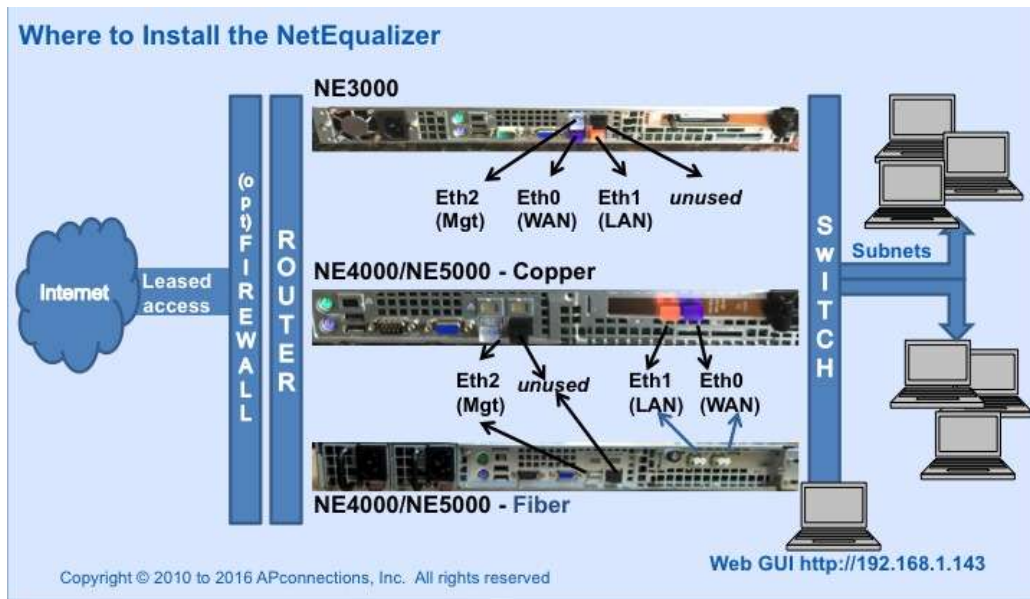 Where to Install the NetEqualizer
NE3000
Eth2 Eth0 Eth1 unused
(Mgt) (WAN) (LAN)
Internet
Leased
access
(opt)FIREWALL
ROUTER
NE4000/NE5000 - Copper
Eth2 unused Eth1 Eth0
(Mgt) (LAN) (WAN)
NE4000/NE5000 - Fiber
SwITCH
Subnets
Web GUI http://192.168.1.143
Copyright © 2010 to 2016 APconnections, Inc. All rights reserved